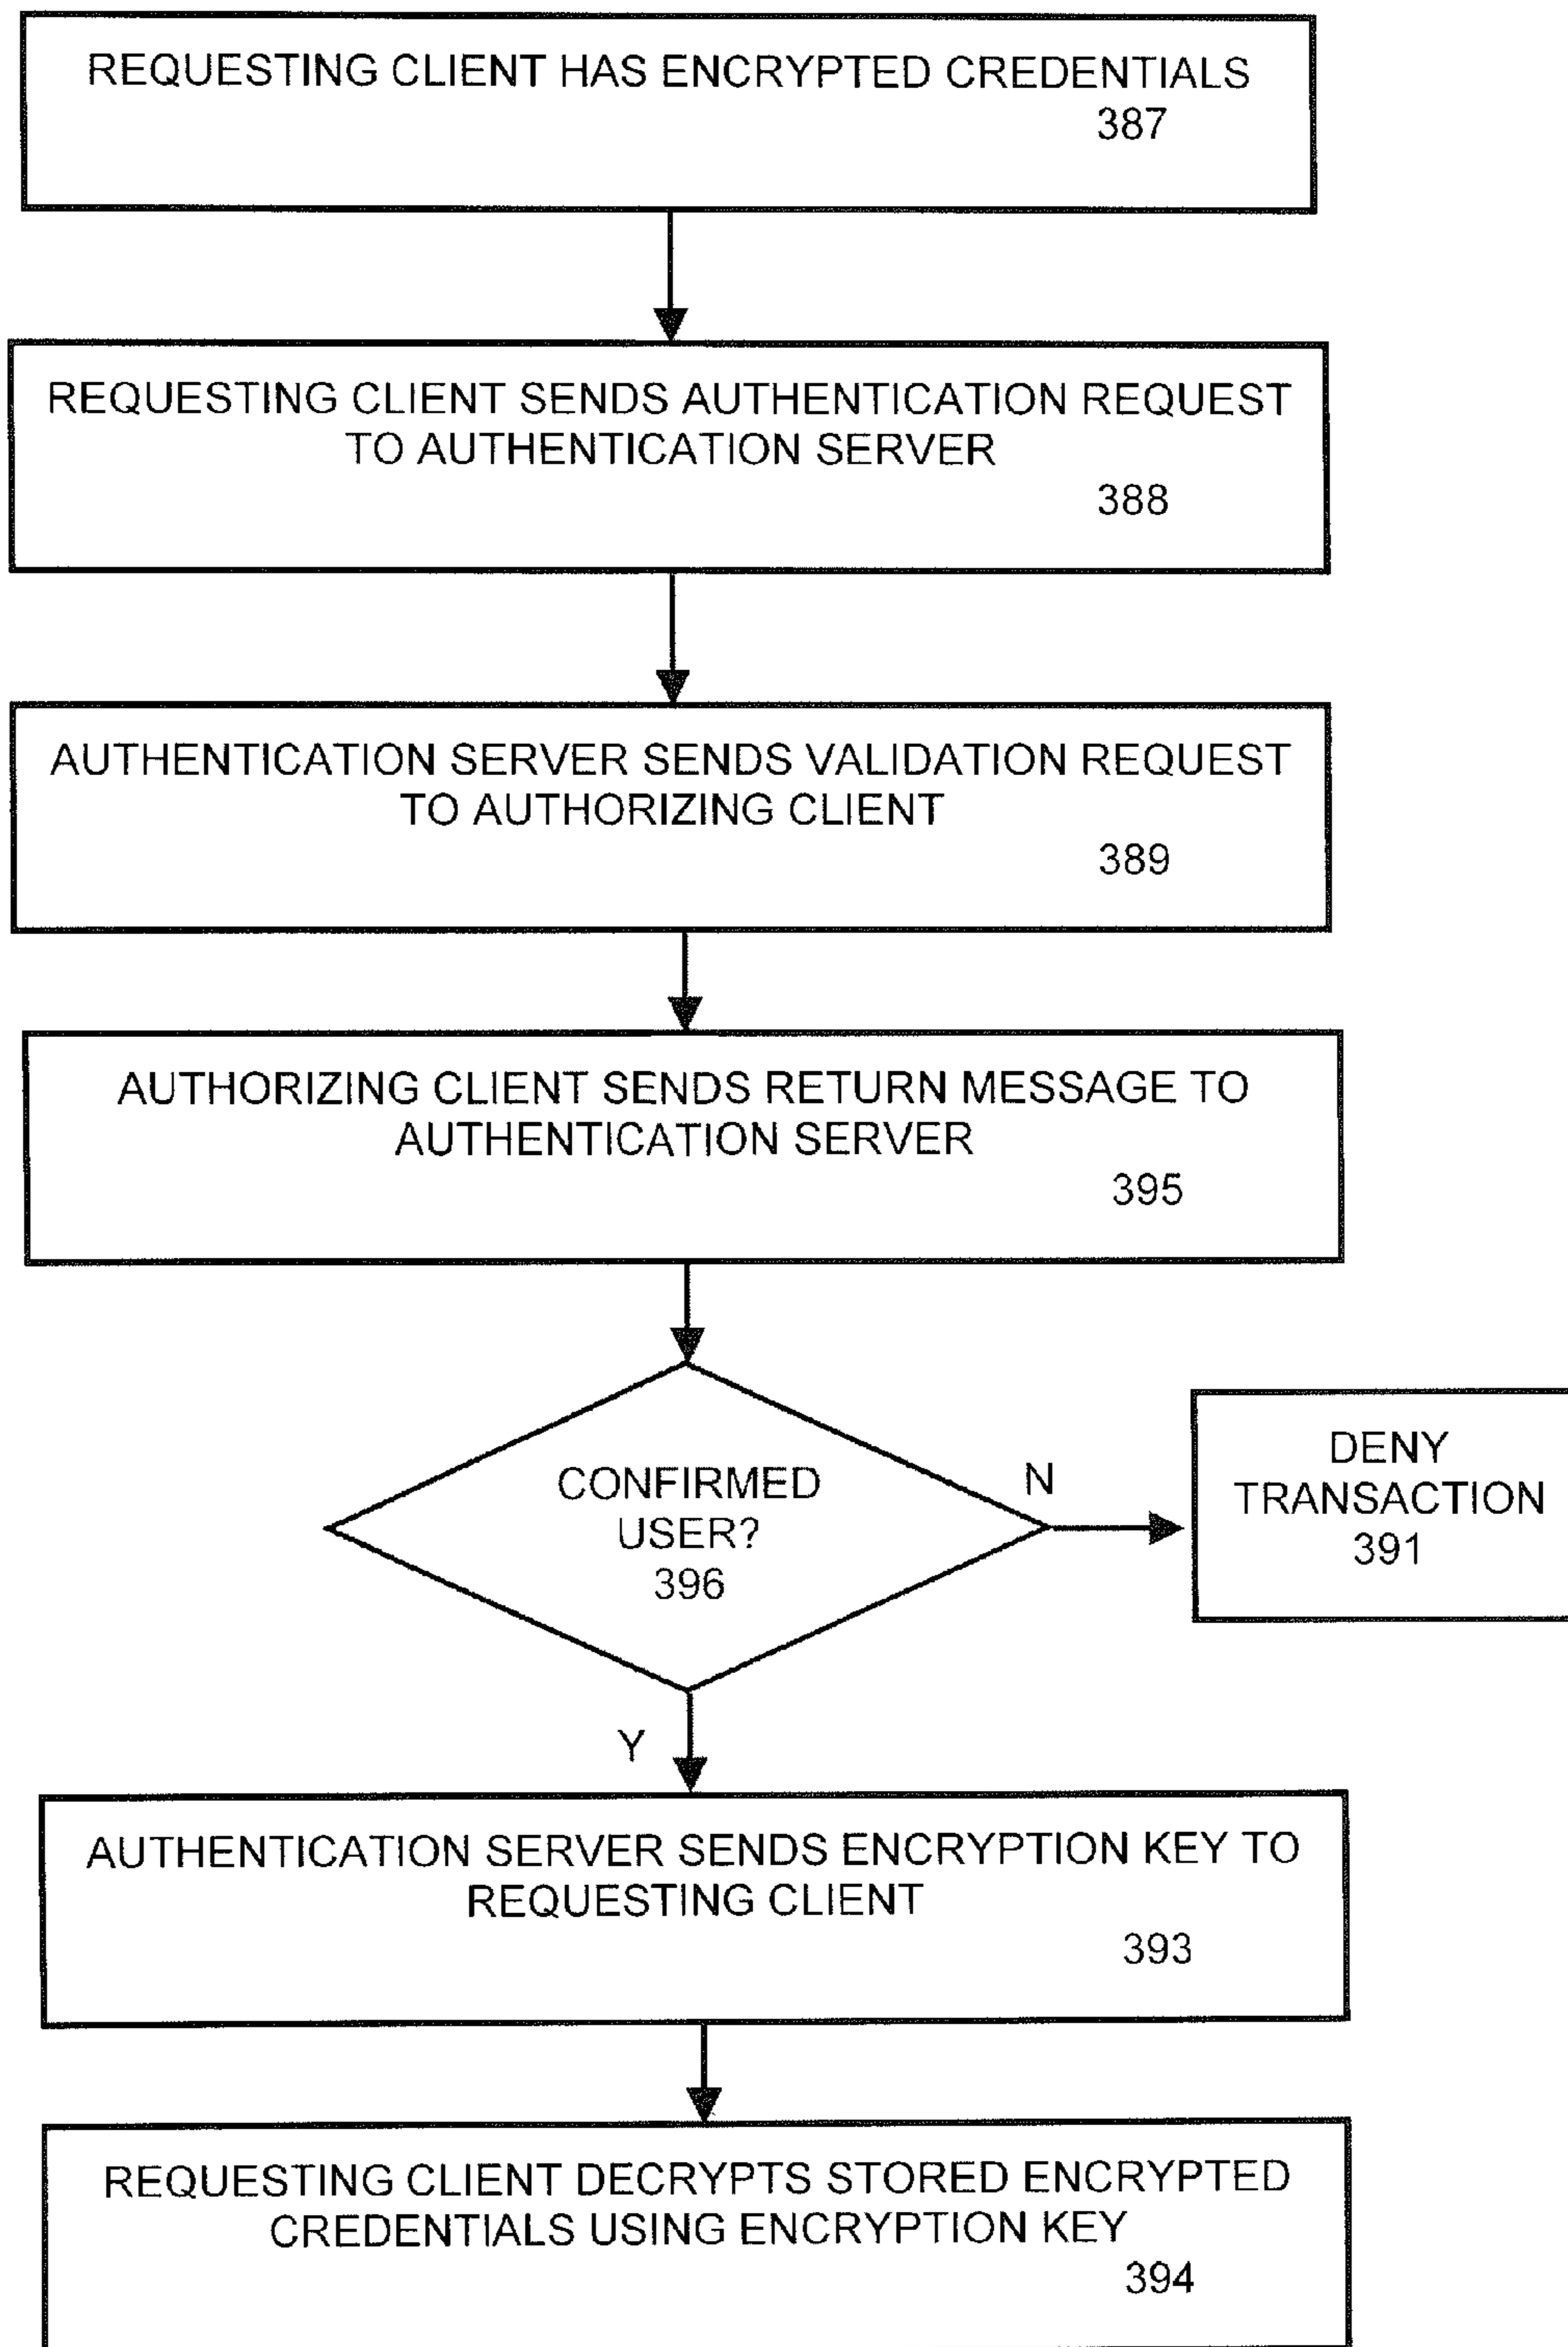 REQUESTING CLIENT HAS ENCRYPTED CREDENTIALS
387
REQUESTING CLIENT SENDS AUTHENTICATION REQUEST
TO AUTHENTICATION SERVER
388
AUTHENTICATION SERVER SENDS VALIDATION REQUEST
TO AUTHORIZING CLIENT
389
AUTHORIZING CLIENT SENDS RETURN MESSAGE TO
AUTHENTICATION SERVER
395
CONFIRMED
USER?
396
N
DENY
TRANSACTION
391
Y
AUTHENTICATION SERVER SENDS ENCRYPTION KEY TO
REQUESTING CLIENT
393
REQUESTING CLIENT DECRYPTS STORED ENCRYPTED
CREDENTIALS USING ENCRYPTION KEY
394